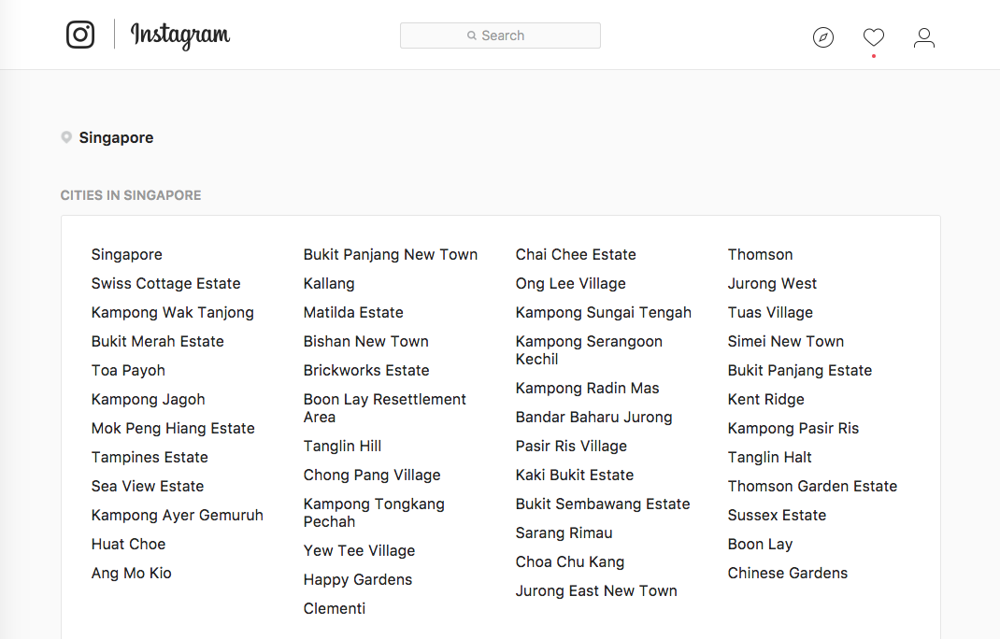 Instagram
Search
Singapore
CITIES IN SINGAPORE
Singapore
Swiss Cottage Estate
Kampong Wak Tanjong
Bukit Merah Estate
Toa Payoh
Kampong Jagoh
Mok Peng Hiang Estate
Tampines Estate
Sea View Estate
Kampong Ayer Gemuruh
Huat Choe
Ang Mo Kio
Bukit Panjang New Town
Kallang
Matilda Estate
Bishan New Town
Brickworks Estate
Boon Lay Resettlement
Area
Tanglin Hill
Chong Pang Village
Kampong Tongkang
Pechah
Yew Tee Village
Happy Gardens
Clementi
Chai Chee Estate
Ong Lee Village
Kampong Sungai Tengah
Kampong Serangoon
Kechil
Kampong Radin Mas
Bandar Baharu Jurong
Pasir Ris Village
Kaki Bukit Estate
Bukit Sembawang Estate
Sarang Rimau
Choa Chu Kang
Jurong East New Town
Thomson
Jurong West
Tuas Village
Simei New Town
Bukit Panjang Estate
Kent Ridge
Kampong Pasir Ris
Tanglin Halt
Thomson Garden Estate
Sussex Estate
Boon Lay
Chinese Gardens